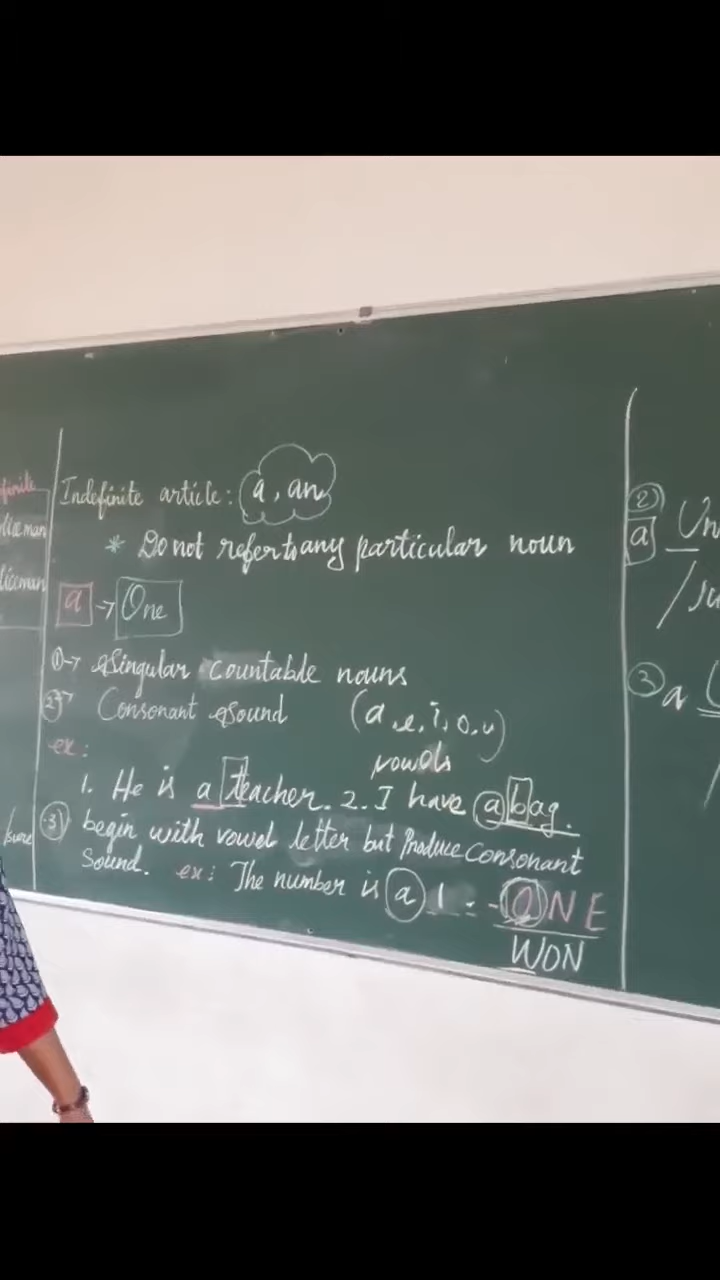 Indefinite article: a, an
* Do not refer to any particular noun
a → One
1 → Singular countable nouns
2 → Consonant Sound (a, e, i, o, u)
vowels
ex:
1. He is a teacher. 2. I have a bag.
3) begin with vowel letter but Produce consonant
Sound. ex: The number is a 1 :- ONE
WON
2)
a Un
3 a